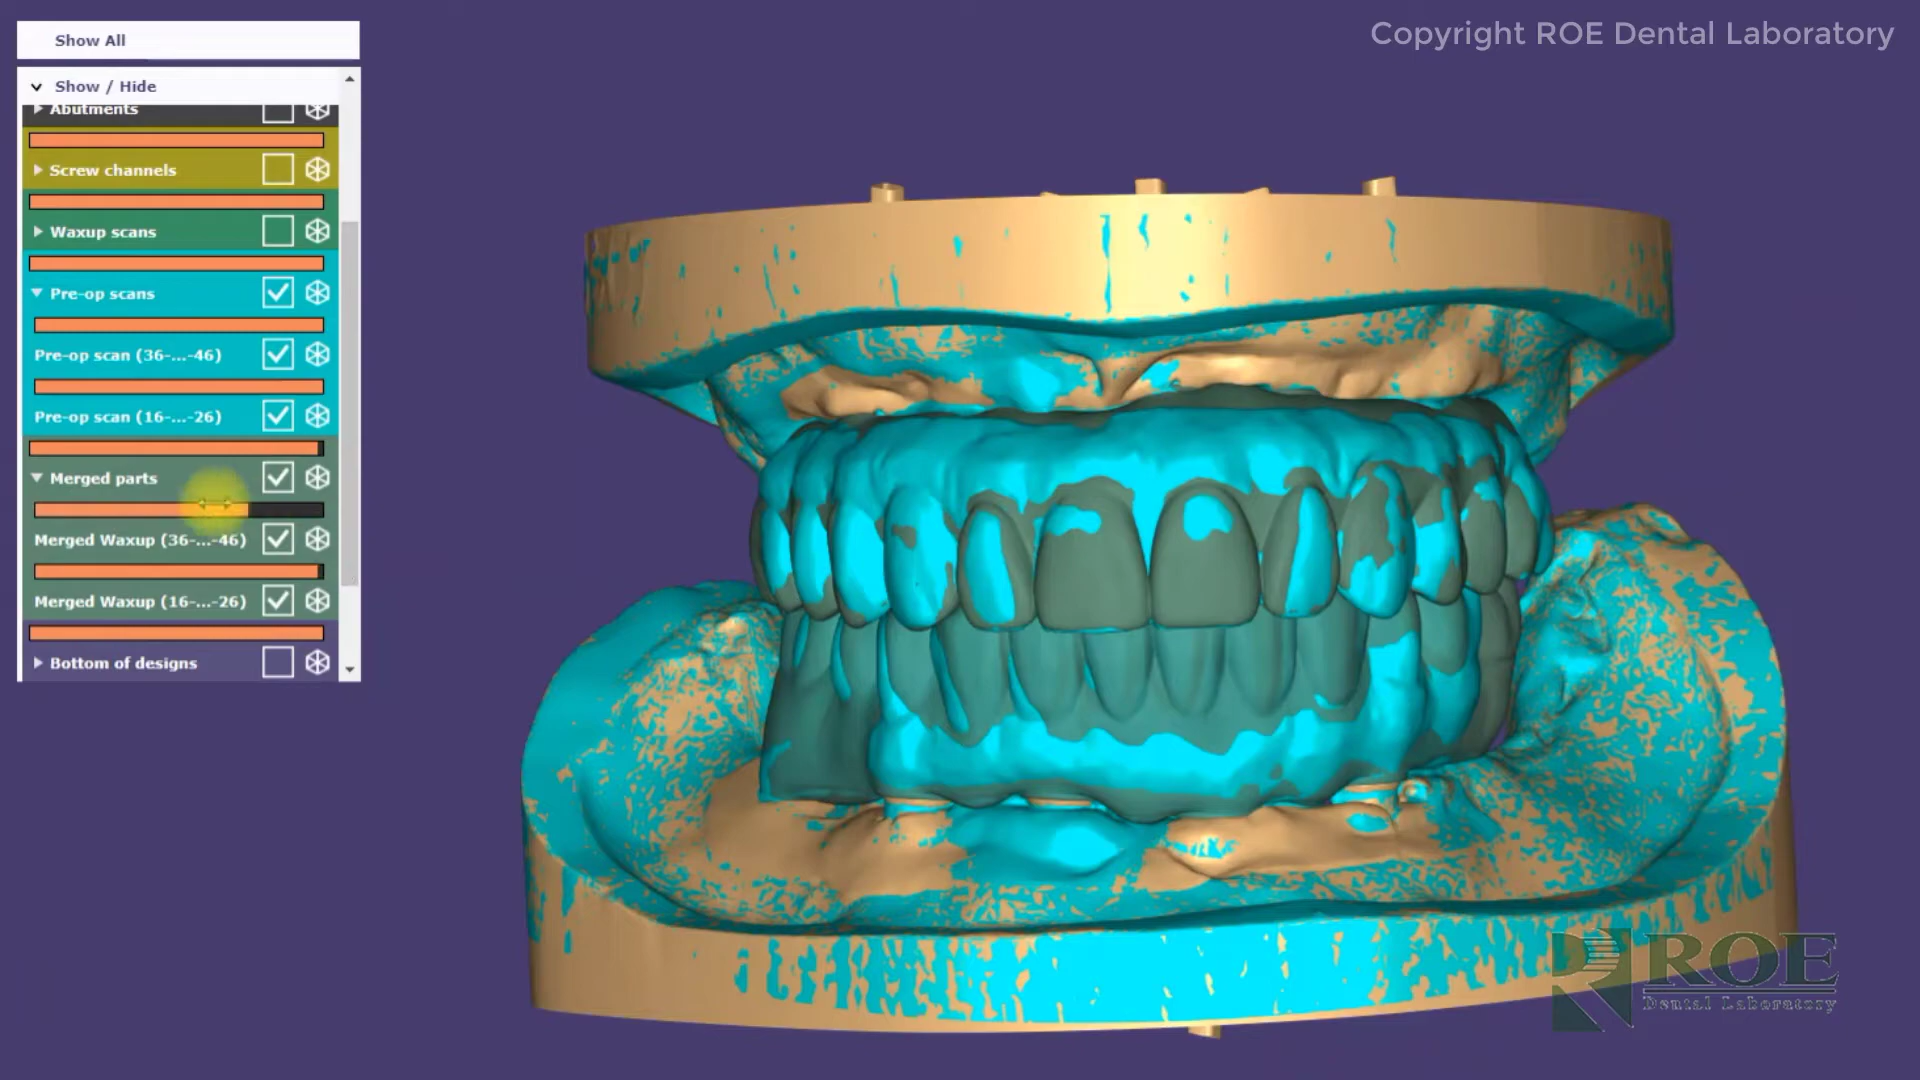 Copyright ROE Dental Laboratory
Show All
Show / Hide
Abutments
Screw channels
Waxup scans
Pre-op scans
Pre-op scan (36-...-46)
Pre-op scan (16-...-26)
Merged parts
Merged Waxup (36-...-46)
Merged Waxup (16-...-26)
Bottom of designs
ROE
Dental Laboratory